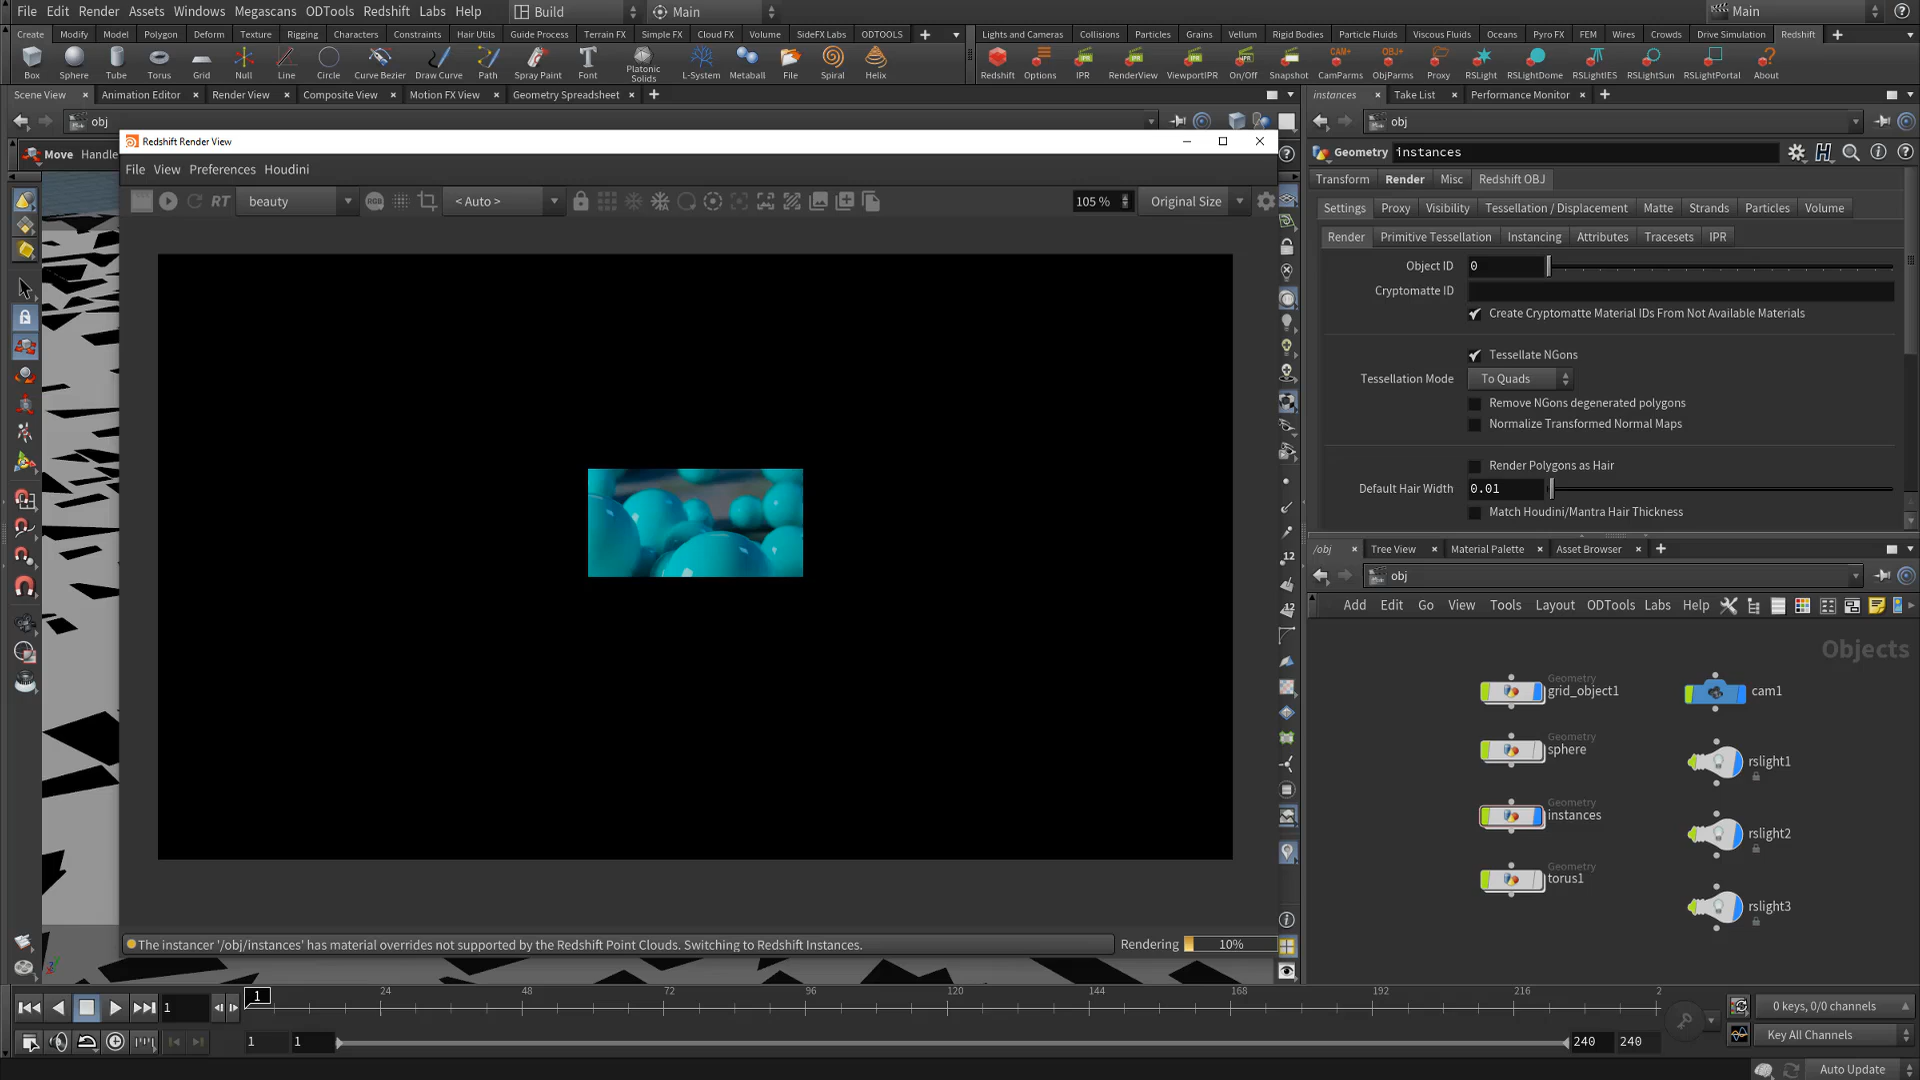 File Edit Render Assets Windows Megascans ODTools Redshift Labs Help Build Main Main
Create Modify Model Polygon Deform Texture Rigging Characters Constraints Hair Utils Guide Process Terrain FX Simple FX Cloud FX Volume SideFX Labs ODTOOLS
Lights and Cameras Collisions Particles Grains Vellum Rigid Bodies Particle Fluids Viscous Fluids Oceans Pyro FX FEM Wires Crowds Drive Simulation Redshift
Box Sphere Tube Torus Grid Null Line Circle Curve Bezier Draw Curve Path Spray Paint Font Platonic Solids L-System Metaball File Spiral Helix
Redshift Options IPR RenderView ViewportIPR On/Off Snapshot CamParms ObjParms Proxy RSLight RSLightDome RSLightIES RSLightSun RSLightPortal About
Scene View Animation Editor Render View Composite View Motion FX View Geometry Spreadsheet
obj
Move Handle
Redshift Render View
File View Preferences Houdini
RT beauty RGB < Auto > 105 % Original Size
The instancer '/obj/instances' has material overrides not supported by the Redshift Point Clouds. Switching to Redshift Instances.
Rendering 10%
instances Take List Performance Monitor
obj
Geometry instances
Transform Render Misc Redshift OBJ
Settings Proxy Visibility Tessellation / Displacement Matte Strands Particles Volume
Render Primitive Tessellation Instancing Attributes Tracesets IPR
Object ID 0
Cryptomatte ID
Create Cryptomatte Material IDs From Not Available Materials
Tessellate NGons
Tessellation Mode To Quads
Remove NGons degenerated polygons
Normalize Transformed Normal Maps
Render Polygons as Hair
Default Hair Width 0.01
Match Houdini/Mantra Hair Thickness
/obj Tree View Material Palette Asset Browser
obj
Add Edit Go View Tools Layout ODTools Labs Help
Objects
Geometry
grid_object1
cam1
Geometry
sphere
rslight1
Geometry
instances
rslight2
Geometry
torus1
rslight3
12
12
1 1 24 48 72 96 120 144 168 192 216 2
0 keys, 0/0 channels
1 1 240 240
Key All Channels
Auto Update